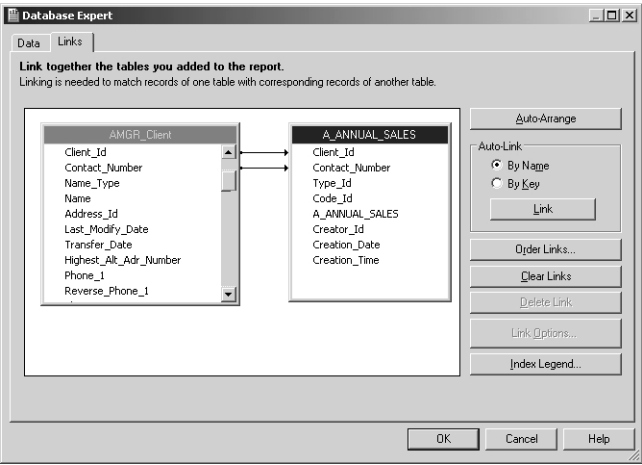 Database Expert
Data
Links
Link together the tables you added to the report.
Linking is needed to match records of one table with corresponding records of another table.
AMGR_Client
Client_Id
Contact_Number
Name_Type
Name
Address_Id
Last_Modify_Date
Transfer_Date
Highest_Alt_Adr_Number
Phone_1
Reverse_Phone_1
A_ANNUAL_SALES
Client_Id
Contact_Number
Type_Id
Code_Id
A_ANNUAL_SALES
Creator_Id
Creation_Date
Creation_Time
Auto-Arrange
Auto-Link
By Name
By Key
Link
Order Links...
Clear Links
Delete Link
Link Options...
Index Legend...
OK
Cancel
Help